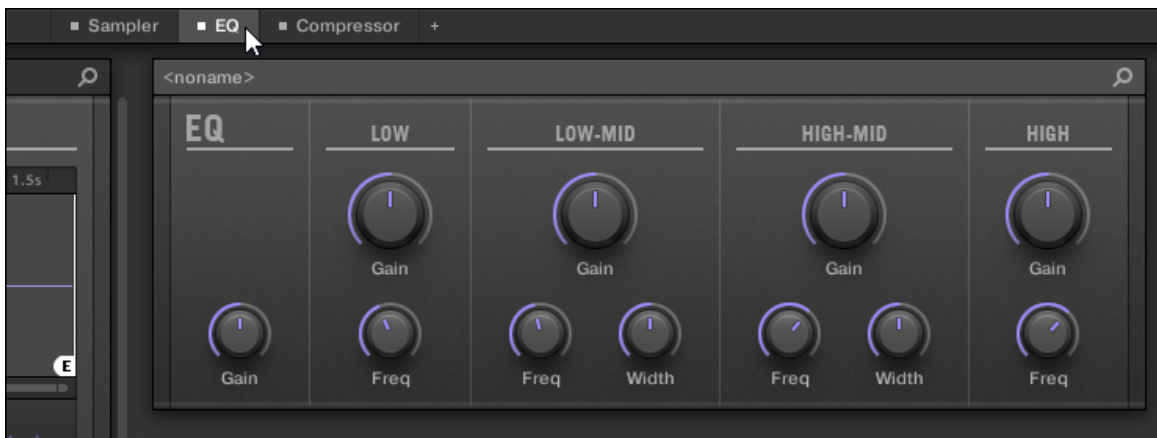 Sampler EQ Compressor +
<noname>
EQ LOW LOW-MID HIGH-MID HIGH
1.5s
Gain Gain Gain Gain
E
Gain Freq Freq Width Freq Width Freq